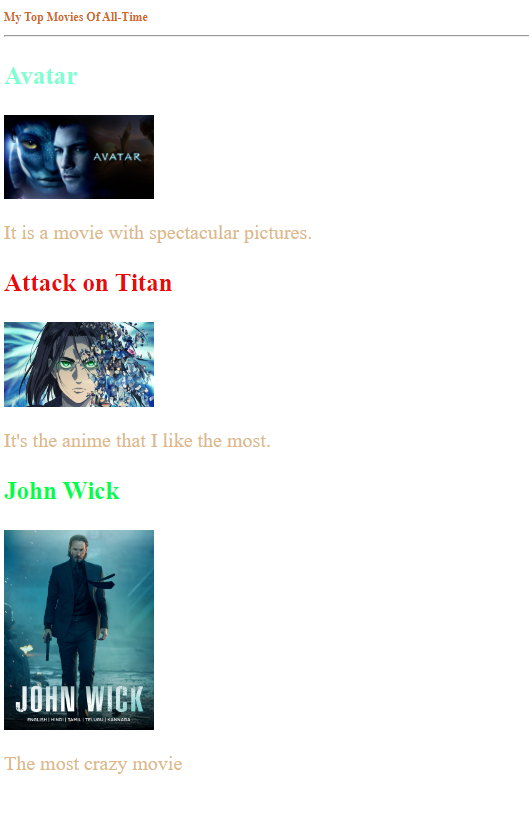 My Top Movies Of All-Time
Avatar
AVATAR
It is a movie with spectacular pictures.
Attack on Titan
It's the anime that I like the most.
John Wick
JOHN WICK
ENGLISH | HINDI | TAMIL | TELUGU | KANNADA
The most crazy movie